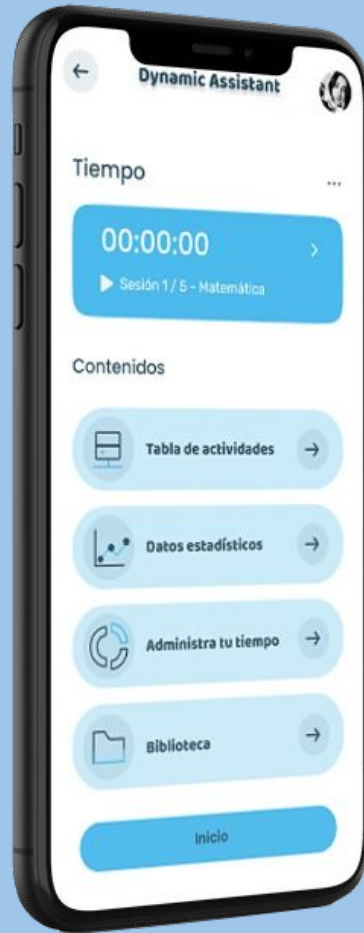 Dynamic Assistant
Tiempo
...
00:00:00
Sesión 1 / 5 - Matemática
Contenidos
Tabla de actividades
Datos estadísticos
Administra tu tiempo
Biblioteca
Inicio